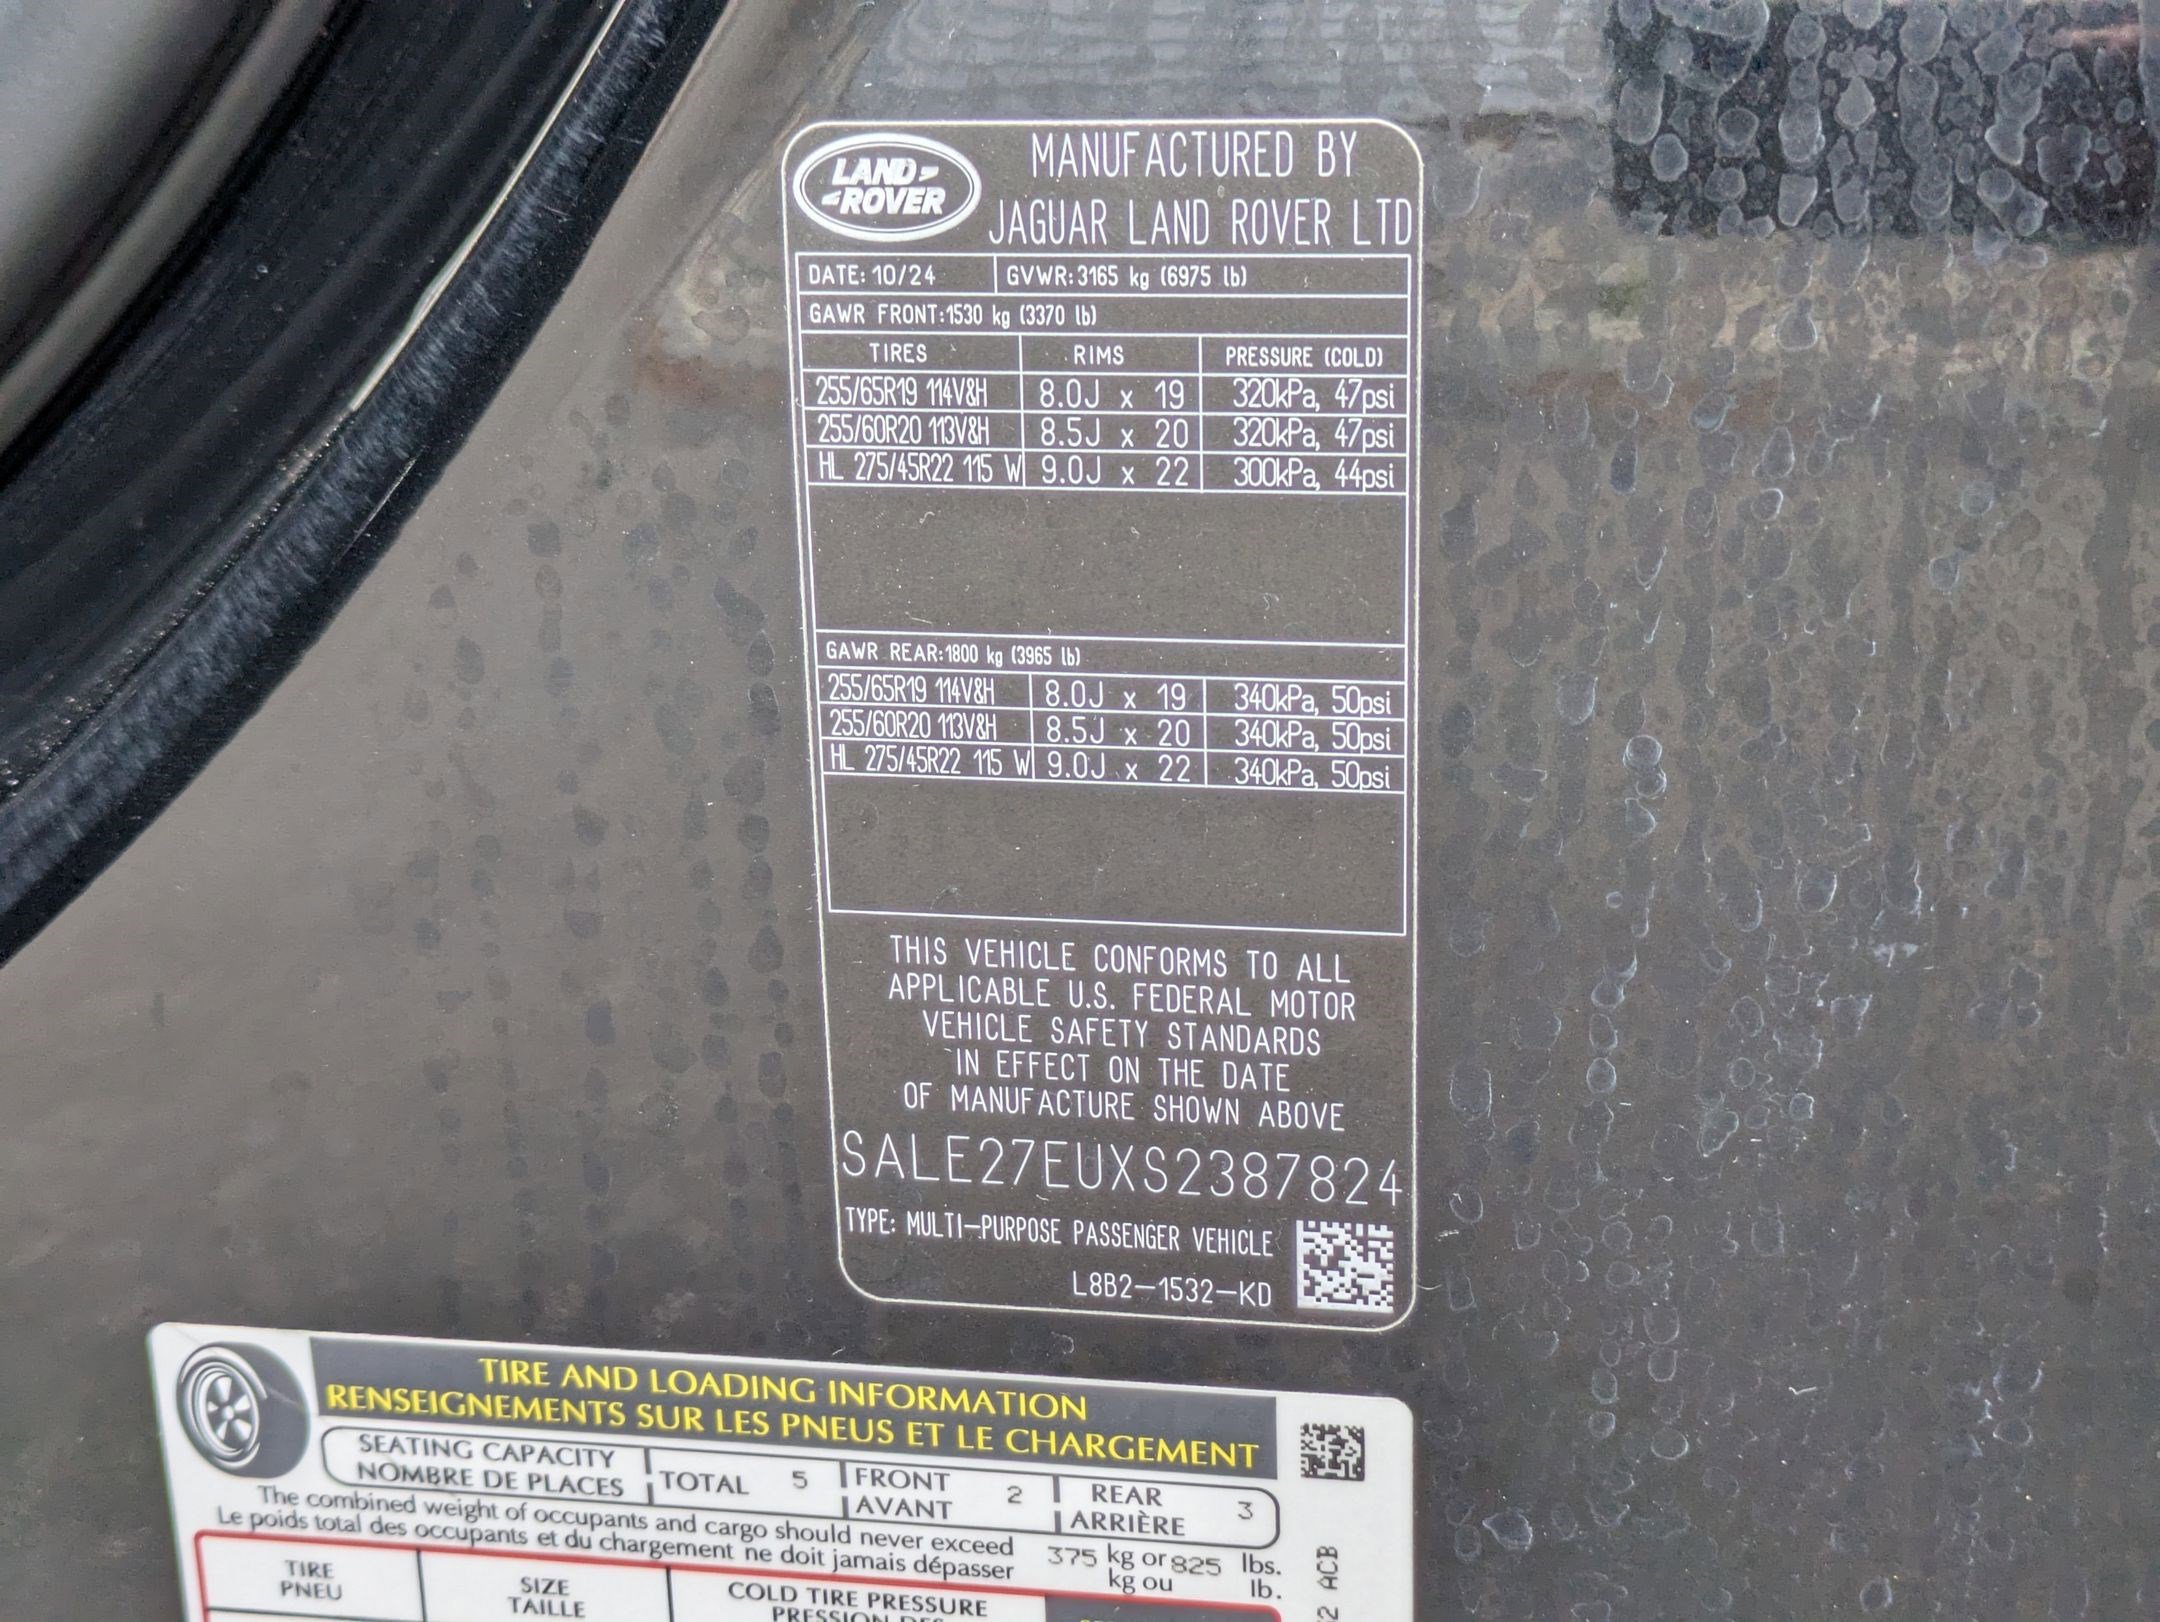 LAND ROVER
MANUFACTURED BY
JAGUAR LAND ROVER LTD
DATE: 10/24 GVWR: 3165 kg (6975 lb)
GAWR FRONT: 1530 kg (3370 lb)
TIRES RIMS PRESSURE (COLD)
255/65R19 114V&H 8.0J x 19 320kPa, 47psi
255/60R20 113V&H 8.5J x 20 320kPa, 47psi
HL 275/45R22 115 W 9.0J x 22 300kPa, 44psi
GAWR REAR: 1800 kg (3965 lb)
255/65R19 114V&H 8.0J x 19 340kPa, 50psi
255/60R20 113V&H 8.5J x 20 340kPa, 50psi
HL 275/45R22 115 W 9.0J x 22 340kPa, 50psi
THIS VEHICLE CONFORMS TO ALL
APPLICABLE U.S. FEDERAL MOTOR
VEHICLE SAFETY STANDARDS
IN EFFECT ON THE DATE
OF MANUFACTURE SHOWN ABOVE
SALE27EUXS2387824
TYPE: MULTI-PURPOSE PASSENGER VEHICLE
L8B2-1532-KD
TIRE AND LOADING INFORMATION
RENSEIGNEMENTS SUR LES PNEUS ET LE CHARGEMENT
SEATING CAPACITY
NOMBRE DE PLACES
TOTAL 5
FRONT
AVANT
2
REAR
ARRIÈRE
3
The combined weight of occupants and cargo should never exceed 375 kg or 825 lbs.
Le poids total des occupants et du chargement ne doit jamais dépasser kg ou lb.
TIRE
PNEU
SIZE
TAILLE
COLD TIRE PRESSURE
PRESSION DES
ACB